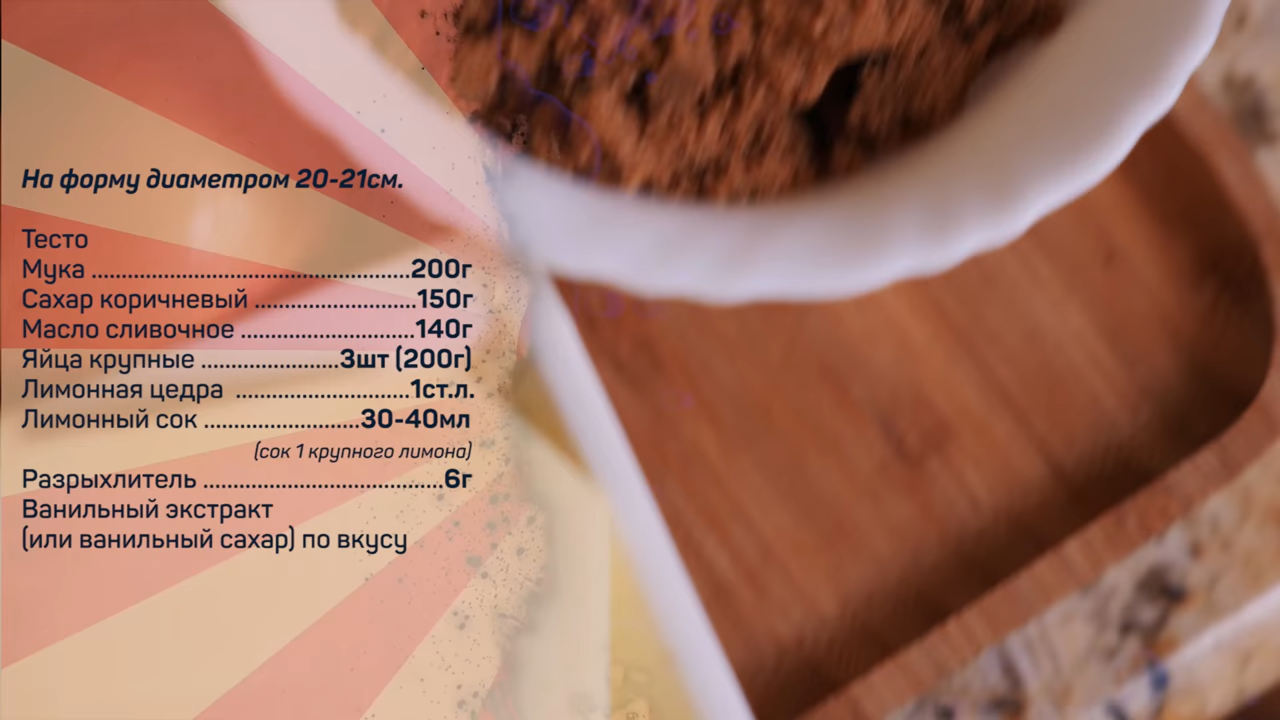 На форму диаметром 20-21см.
Тесто
Мука ..........................................200г
Сахар коричневый .....................150г
Масло сливочное .......................140г
Яйца крупные ..................3шт (200г)
Лимонная цедра .......................1ст.л.
Лимонный сок .....................30-40мл
(сок 1 крупного лимона)
Разрыхлитель ................................6г
Ванильный экстракт
(или ванильный сахар) по вкусу